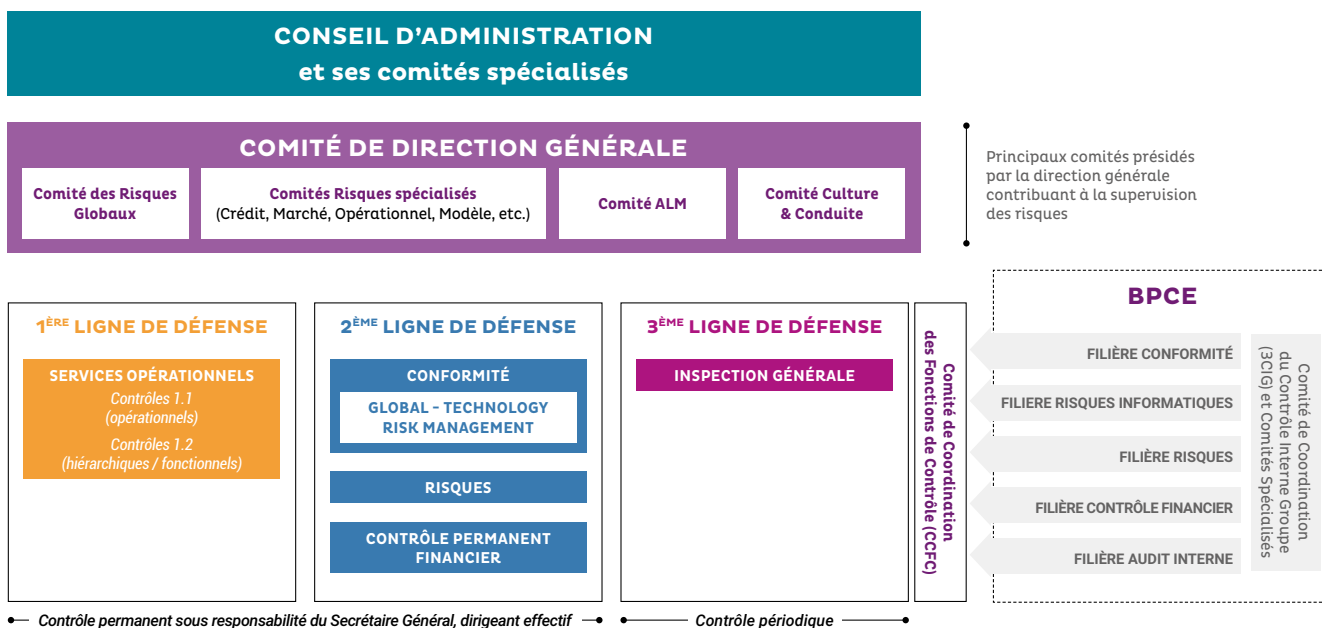 CONSEIL D'ADMINISTRATION
et ses comités spécialisés
COMITÉ DE DIRECTION GÉNÉRALE
Comité des Risques
Globaux
Comités Risques spécialisés
(Crédit, Marché, Opérationnel, Modèle, etc.)
Comité ALM
Comité Culture
& Conduite
Principaux comités présidés
par la direction générale
contribuant à la supervision
des risques
1ÈRE LIGNE DE DÉFENSE
SERVICES OPÉRATIONNELS
Contrôles 1.1
(opérationnels)
Contrôles 1.2
(hiérarchiques / fonctionnels)
2ÈME LIGNE DE DÉFENSE
CONFORMITÉ
GLOBAL - TECHNOLOGY
RISK MANAGEMENT
RISQUES
CONTRÔLE PERMANENT
FINANCIER
3ÈME LIGNE DE DÉFENSE
INSPECTION GÉNÉRALE
Comité de Coordination
des Fonctions de Contrôle (CCFC)
BPCE
FILIÈRE CONFORMITÉ
FILIERE RISQUES INFORMATIQUES
FILIÈRE RISQUES
FILIÈRE CONTRÔLE FINANCIER
FILIÈRE AUDIT INTERNE
Comité de Coordination
du Contrôle Interne Groupe
(3CIG) et Comités Spécialisés
Contrôle permanent sous responsabilité du Secrétaire Général, dirigeant effectif
Contrôle périodique